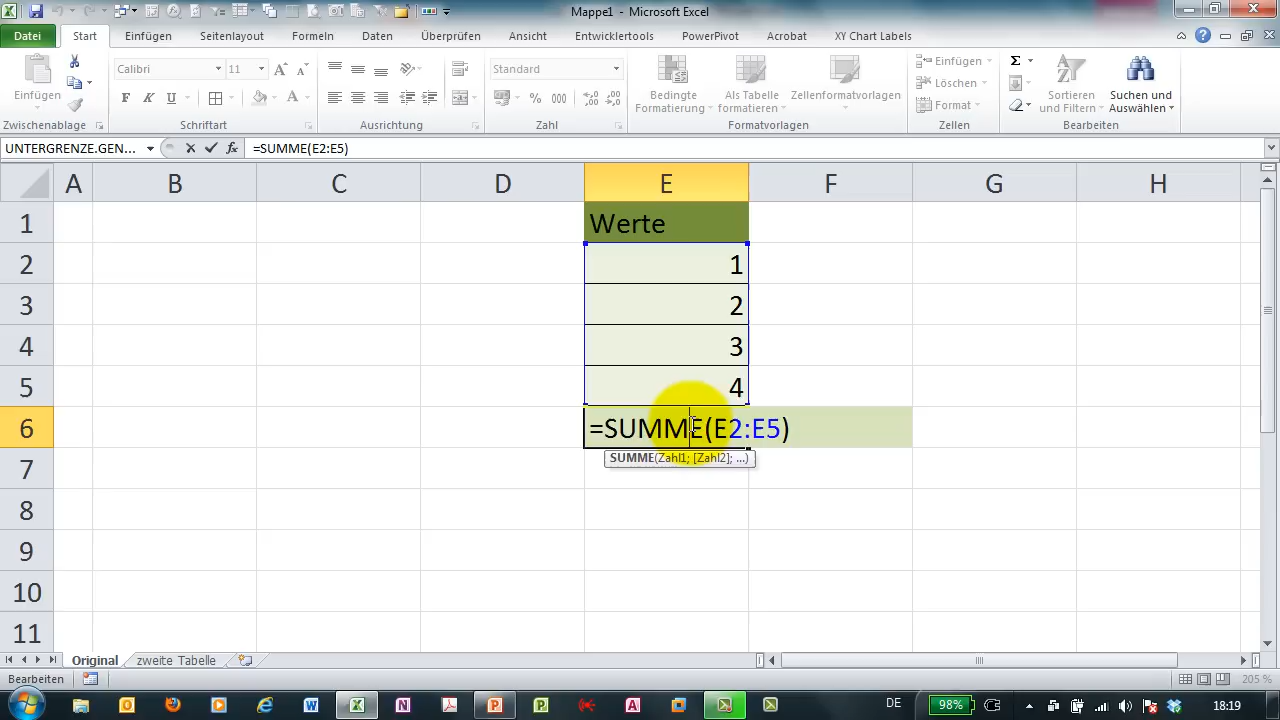 Mappe1 - Microsoft Excel
Datei Start Einfügen Seitenlayout Formeln Daten Überprüfen Ansicht Entwicklertools PowerPivot Acrobat XY Chart Labels
Einfügen
Zwischenablage
Calibri 11
F K U
Schriftart
Ausrichtung
Standard
% 000
Zahl
Bedingte Formatierung
Als Tabelle formatieren
Zellenformatvorlagen
Formatvorlagen
Einfügen
Löschen
Format
Zellen
Σ
Sortieren und Filtern
Suchen und Auswählen
Bearbeiten
UNTERGRENZE.GEN... fx =SUMME(E2:E5)
A B C D E F G H
1 Werte
2 1
3 2
4 3
5 4
6 =SUMME(E2:E5)
SUMME(Zahl1; [Zahl2]; ...)
7
8
9
10
11
Original zweite Tabelle
Bearbeiten 205 %
DE 98% 18:19